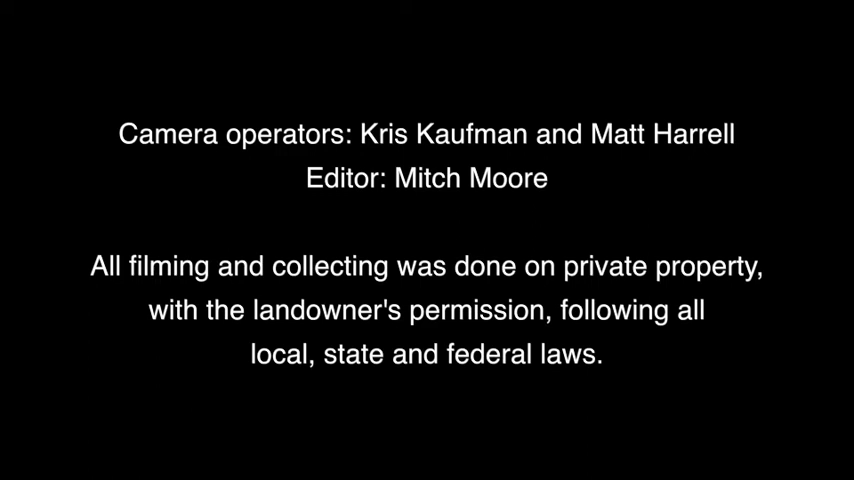 Camera operators: Kris Kaufman and Matt Harrell
Editor: Mitch Moore
All filming and collecting was done on private property,
with the landowner's permission, following all
local, state and federal laws.